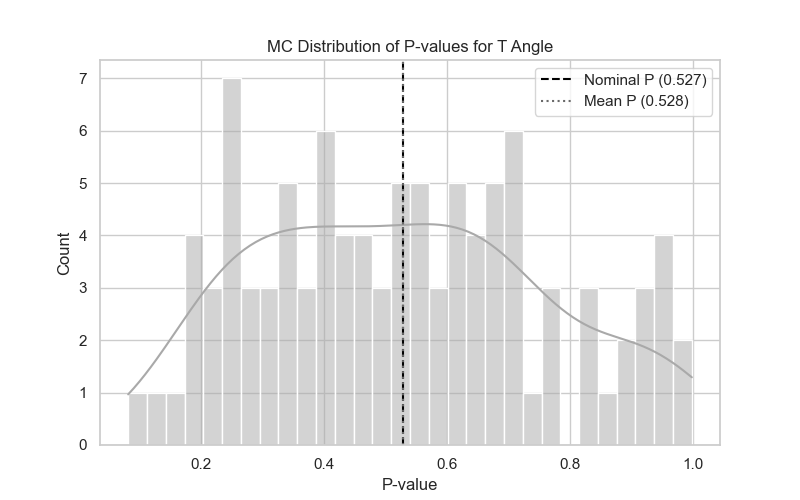 MC Distribution of P-values for T Angle
Nominal P (0.527)
Mean P (0.528)
7
6
5
4
3
2
1
0
Count
0.2 0.4 0.6 0.8 1.0
P-value